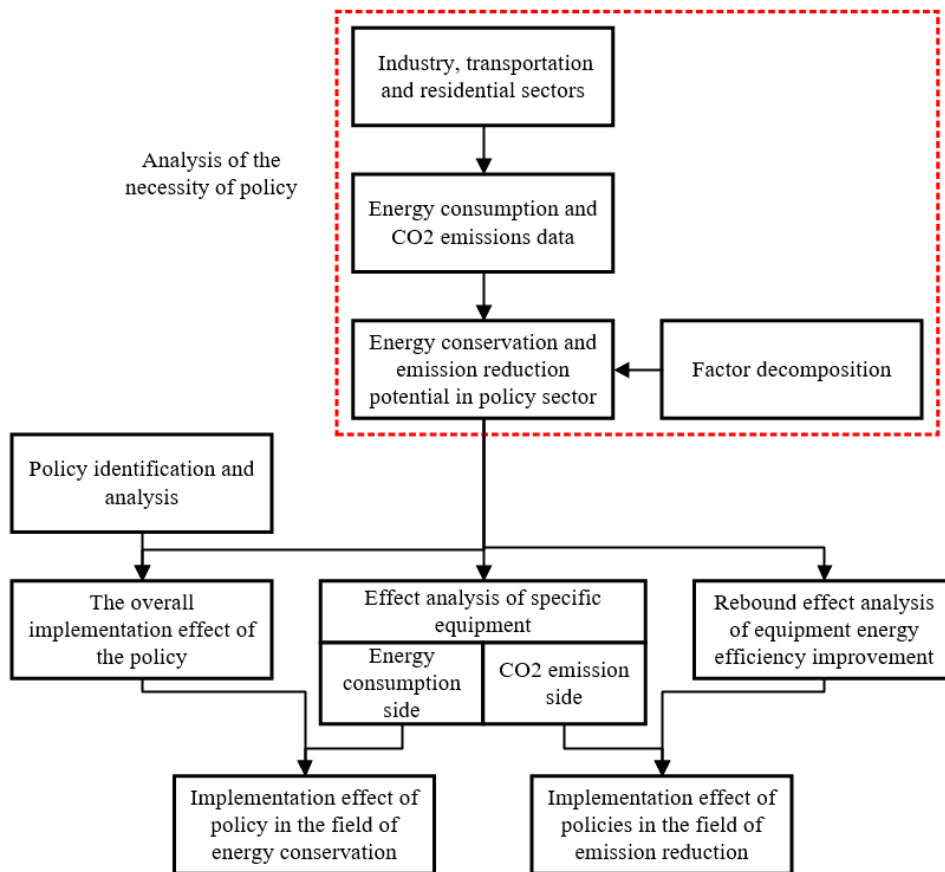 Industry, transportation
and residential sectors
Analysis of the
necessity of policy
Energy consumption and
CO2 emissions data
Energy conservation and
emission reduction
potential in policy sector
Factor decomposition
Policy identification and
analysis
The overall
implementation effect of
the policy
Effect analysis of specific
equipment
Energy
consumption
side
CO2 emission
side
Rebound effect analysis
of equipment energy
efficiency improvement
Implementation effect of
policy in the field of
energy conservation
Implementation effect of
policies in the field of
emission reduction